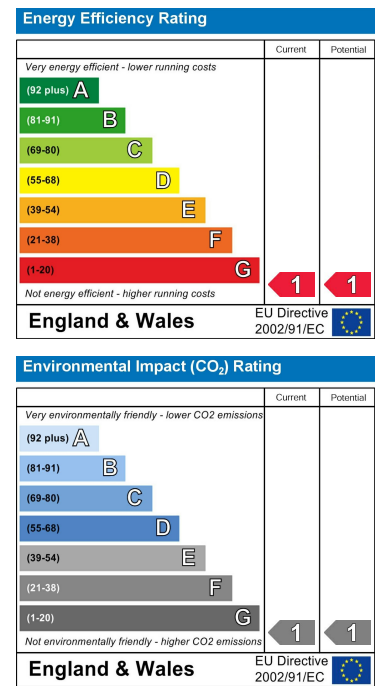 Energy Efficiency Rating
Current Potential
Very energy efficient - lower running costs
(92 plus) A
(81-91) B
(69-80) C
(55-68) D
(39-54) E
(21-38) F
(1-20) G
1 1
Not energy efficient - higher running costs
England & Wales
EU Directive
2002/91/EC
Environmental Impact (CO₂) Rating
Current Potential
Very environmentally friendly - lower CO2 emissions
(92 plus) A
(81-91) B
(69-80) C
(55-68) D
(39-54) E
(21-38) F
(1-20) G
1 1
Not environmentally friendly - higher CO2 emissions
England & Wales
EU Directive
2002/91/EC